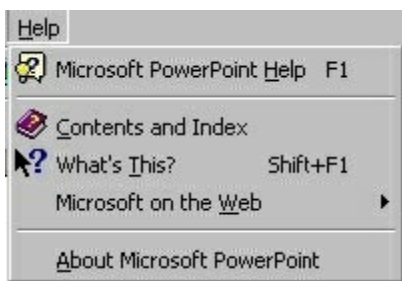 Help
Microsoft PowerPoint Help F1
Contents and Index
What's This? Shift+F1
Microsoft on the Web
About Microsoft PowerPoint